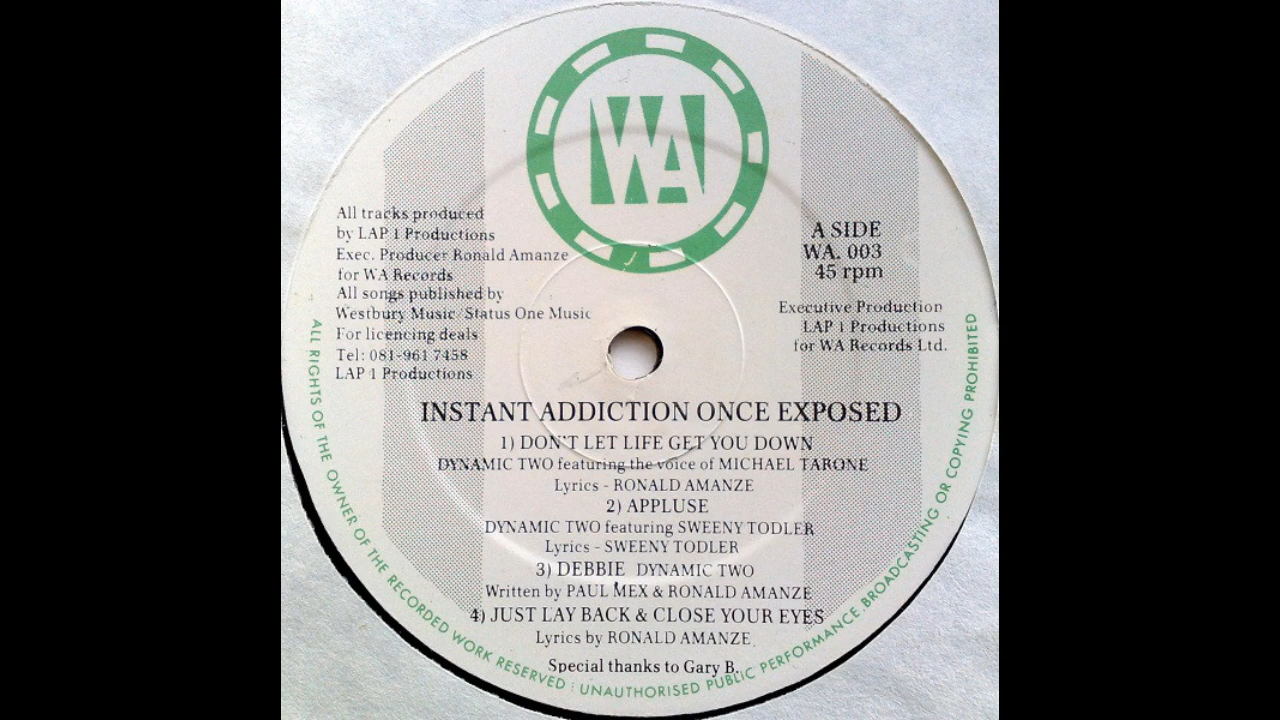 WA
All tracks produced
by LAP 1 Productions
Exec. Producer Ronald Amanze
for WA Records
All songs published by
Westbury Music/Status One Music
For licencing deals
Tel: 081-961 7458
LAP 1 Productions
A SIDE
WA. 003
45 rpm
Executive Production
LAP 1 Productions
for WA Records Ltd.
INSTANT ADDICTION ONCE EXPOSED
1) DON'T LET LIFE GET YOU DOWN
DYNAMIC TWO featuring the voice of MICHAEL TARONE
Lyrics - RONALD AMANZE
2) APPLUSE
DYNAMIC TWO featuring SWEENY TODLER
Lyrics - SWEENY TODLER
3) DEBBIE DYNAMIC TWO
Written by PAUL MEX & RONALD AMANZE
4) JUST LAY BACK & CLOSE YOUR EYES
Lyrics by RONALD AMANZE
Special thanks to Gary B.
ALL RIGHTS OF THE OWNER OF THE RECORDED WORK RESERVED : UNAUTHORISED PUBLIC PERFORMANCE, BROADCASTING OR COPYING PROHIBITED